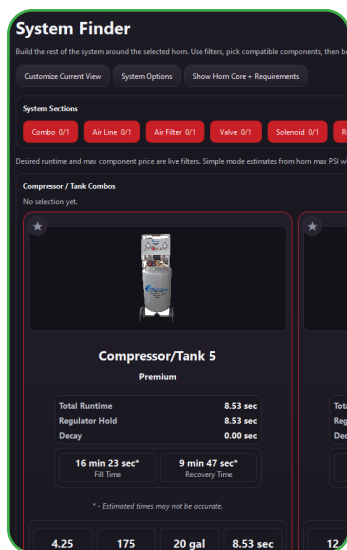 System Finder
Build the rest of the system around the selected horn. Use filters, pick compatible components, then
Customize Current View System Options Show Horn Core + Requirements
System Sections
Combo 0/1 Air Line 0/1 Air Filter 0/1 Valve 0/1 Solenoid 0/1
Desired runtime and max component price are live filters. Simple mode estimates from horn max PSI
Compressor / Tank Combos
No selection yet.
Compressor/Tank 5
Premium
Total Runtime 8.53 sec
Regulator Hold 8.53 sec
Decay 0.00 sec
16 min 23 sec* 9 min 47 sec*
Fill Time Recovery Time
* - Estimated times may not be accurate.
4.25 175 20 gal 8.53 sec 12